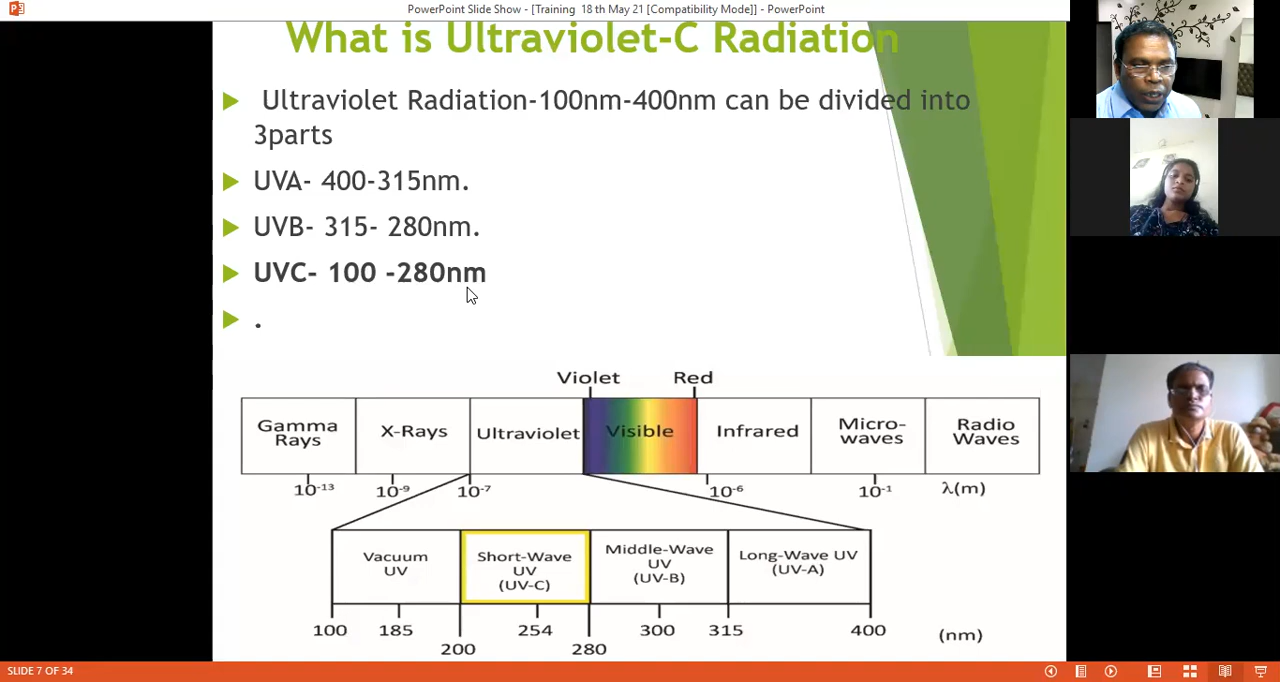 PowerPoint Slide Show - [Training 18 th May 21 [Compatibility Mode]] - PowerPoint
What is Ultraviolet-C Radiation
Ultraviolet Radiation-100nm-400nm can be divided into
3parts
UVA- 400-315nm.
UVB- 315- 280nm.
UVC- 100 -280nm
.
Violet Red
Gamma Rays X-Rays Ultraviolet Visible Infrared Micro-waves Radio Waves
10-13 10-9 10-7 10-6 10-1 λ(m)
Vacuum UV Short-Wave UV (UV-C) Middle-Wave UV (UV-B) Long-Wave UV (UV-A)
100 185 200 254 280 300 315 400 (nm)
SLIDE 7 OF 34